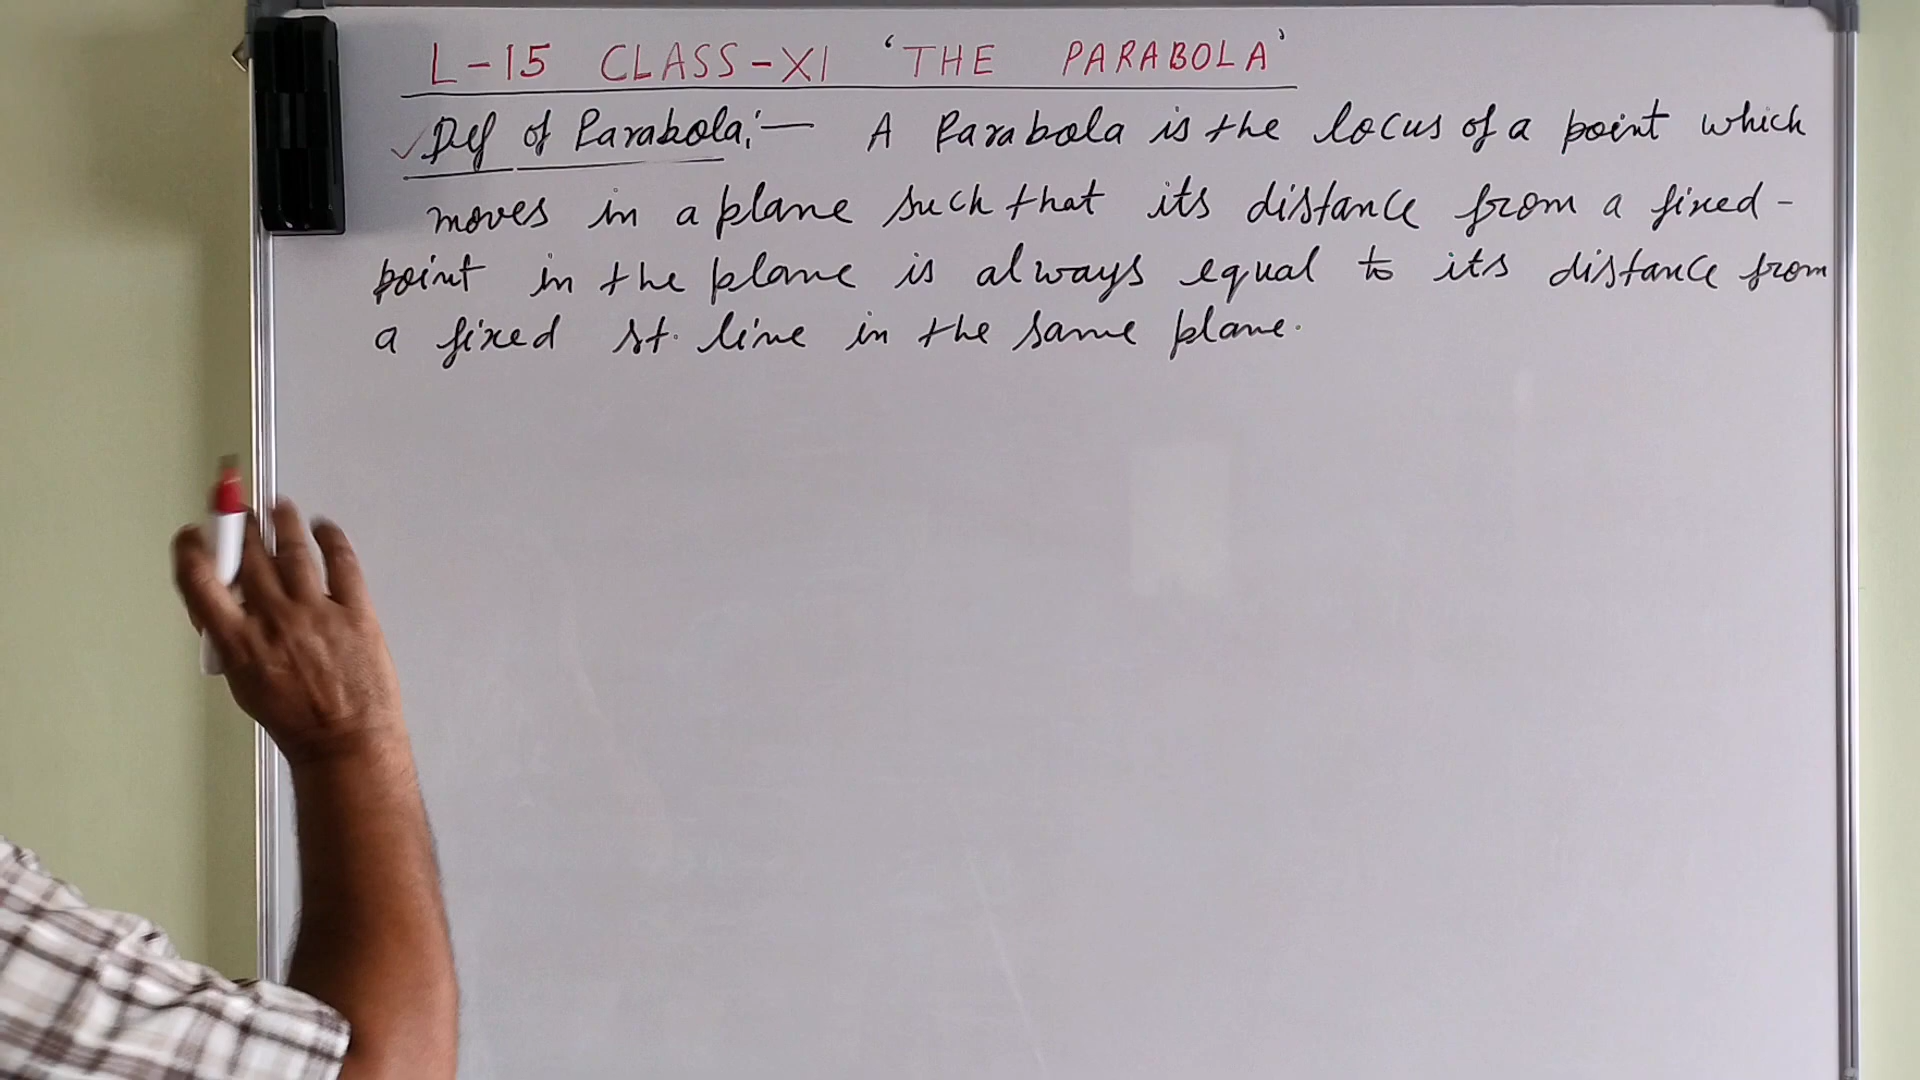 L-15 CLASS-XI 'THE PARABOLA'
Def of Parabola:— A Parabola is the locus of a point which
moves in a plane such that its distance from a fixed-
point in the plane is always equal to its distance from
a fixed st. line in the same plane.